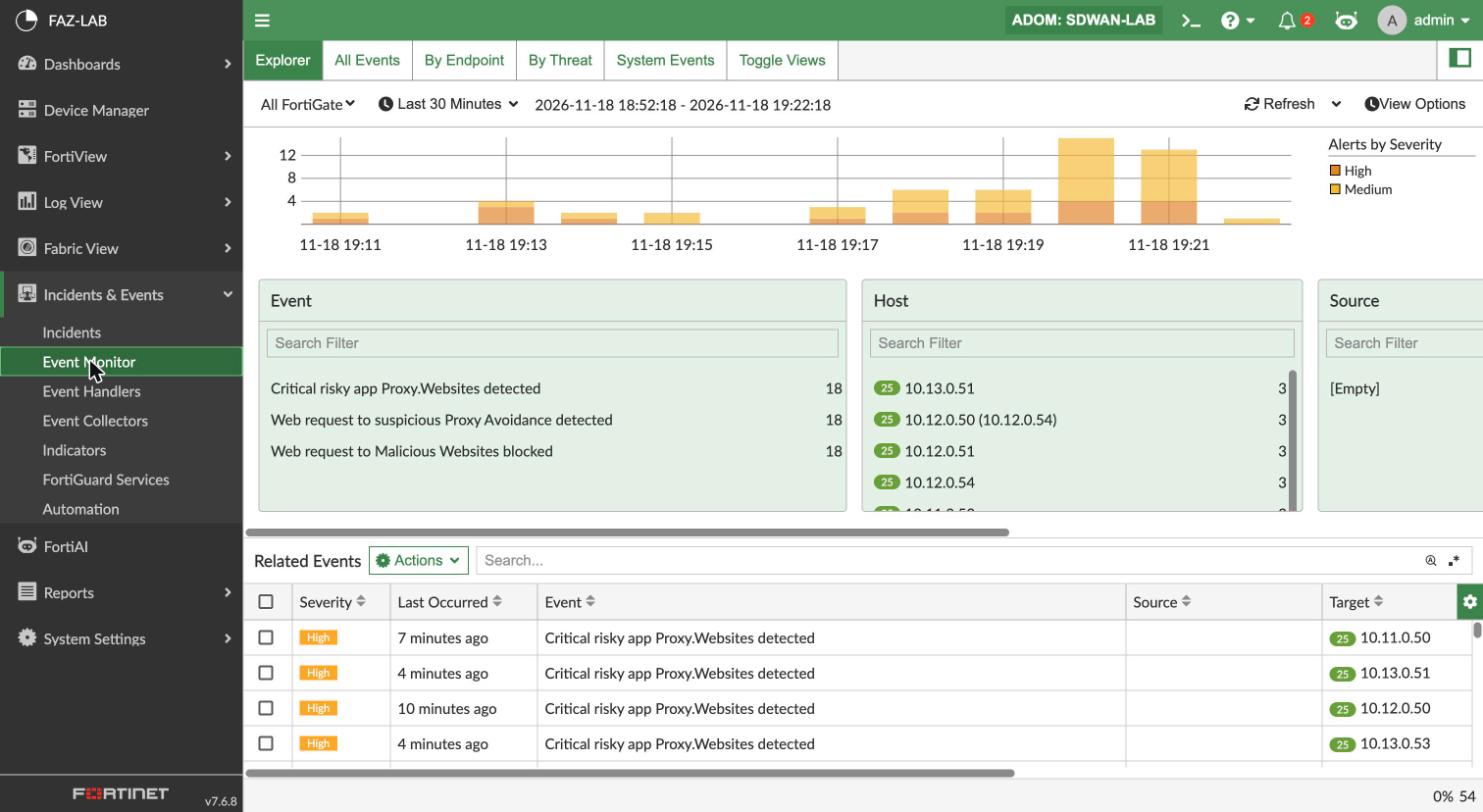 FAZ-LAB
ADOM: SDWAN-LAB
2
A
admin
Dashboards
Device Manager
FortiView
Log View
Fabric View
Incidents & Events
Incidents
Event Monitor
Event Handlers
Event Collectors
Indicators
FortiGuard Services
Automation
FortiAI
Reports
System Settings
FORTINET
v7.6.8
Explorer
All Events
By Endpoint
By Threat
System Events
Toggle Views
All FortiGate
Last 30 Minutes
2026-11-18 18:52:18 - 2026-11-18 19:22:18
Refresh
View Options
12
8
4
11-18 19:11
11-18 19:13
11-18 19:15
11-18 19:17
11-18 19:19
11-18 19:21
Alerts by Severity
High
Medium
Event
Search Filter
Critical risky app Proxy.Websites detected 18
Web request to suspicious Proxy Avoidance detected 18
Web request to Malicious Websites blocked 18
Host
Search Filter
25 10.13.0.51 3
25 10.12.0.50 (10.12.0.54) 3
25 10.12.0.51 3
25 10.12.0.54 3
Source
Search Filter
[Empty]
Related Events
Actions
Search...
Severity Last Occurred Event Source Target
High 7 minutes ago Critical risky app Proxy.Websites detected 25 10.11.0.50
High 4 minutes ago Critical risky app Proxy.Websites detected 25 10.13.0.51
High 10 minutes ago Critical risky app Proxy.Websites detected 25 10.12.0.50
High 4 minutes ago Critical risky app Proxy.Websites detected 25 10.13.0.53
0% 54